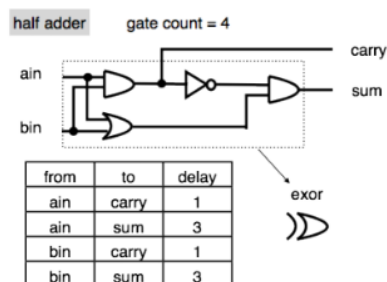 half adder gate count = 4
carry
ain
sum
bin
from to delay
ain carry 1
ain sum 3
bin carry 1
bin sum 3
exor